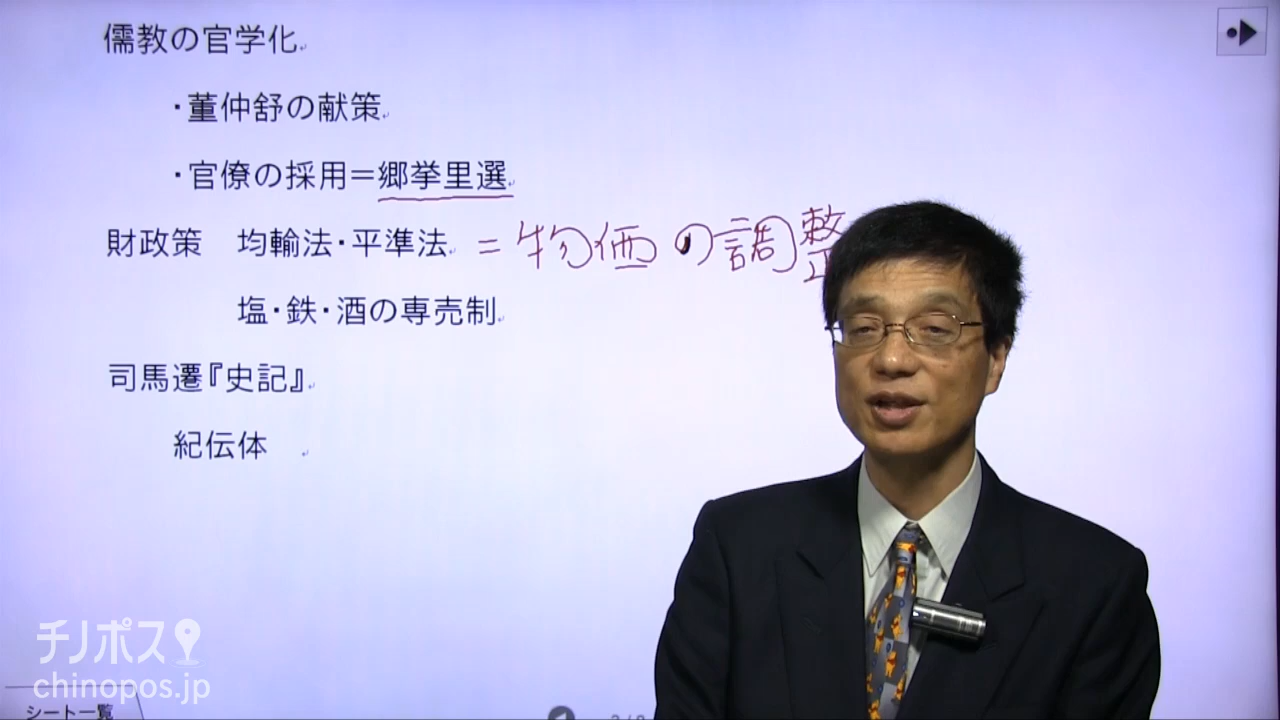 儒教の官学化
・董仲舒の献策
・官僚の採用＝郷挙里選
財政策　均輸法・平準法 ＝物価の調整
塩・鉄・酒の専売制
司馬遷『史記』
紀伝体
チノポス
chinopos.jp
シート一覧